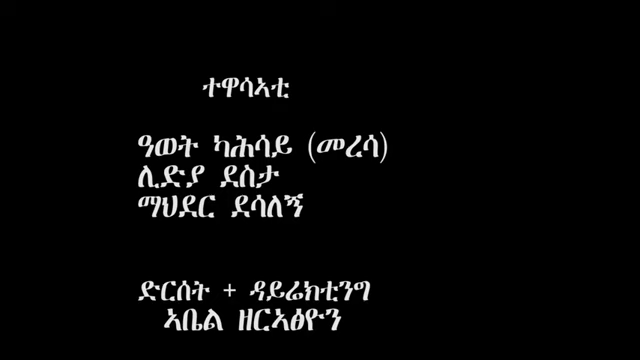 ተዋሳኣቲ
ዓወት ካሕሳይ (መረሳ)
ሊድያ ደስታ
ማህደር ደሳለኝ
ድርሰት + ዳይሬክቲንግ
ኣቤል ዘርኣፅዮን